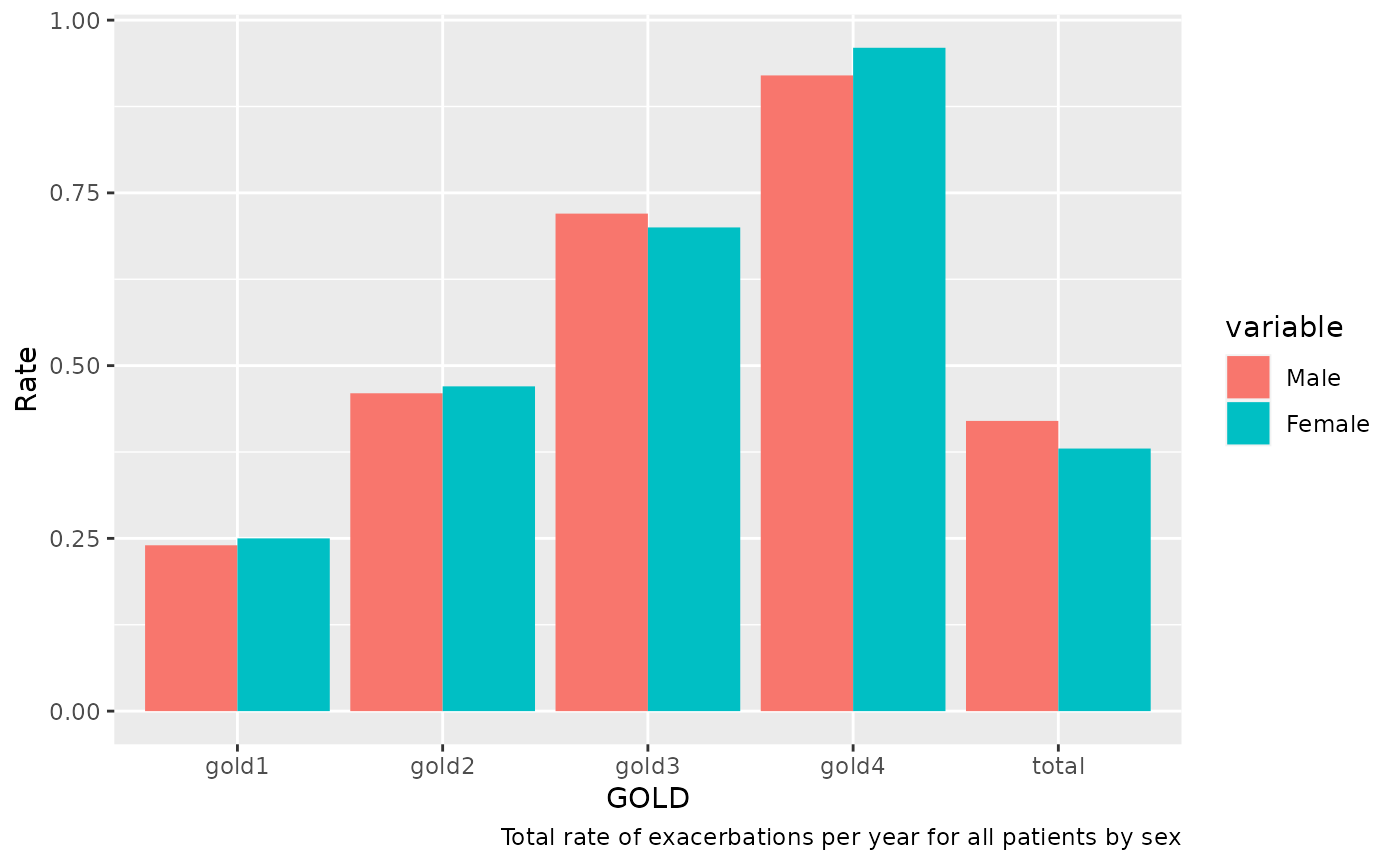 1.00
0.75
0.50
0.25
0.00
Rate
gold1 gold2 gold3 gold4 total
GOLD
Total rate of exacerbations per year for all patients by sex
variable
Male
Female